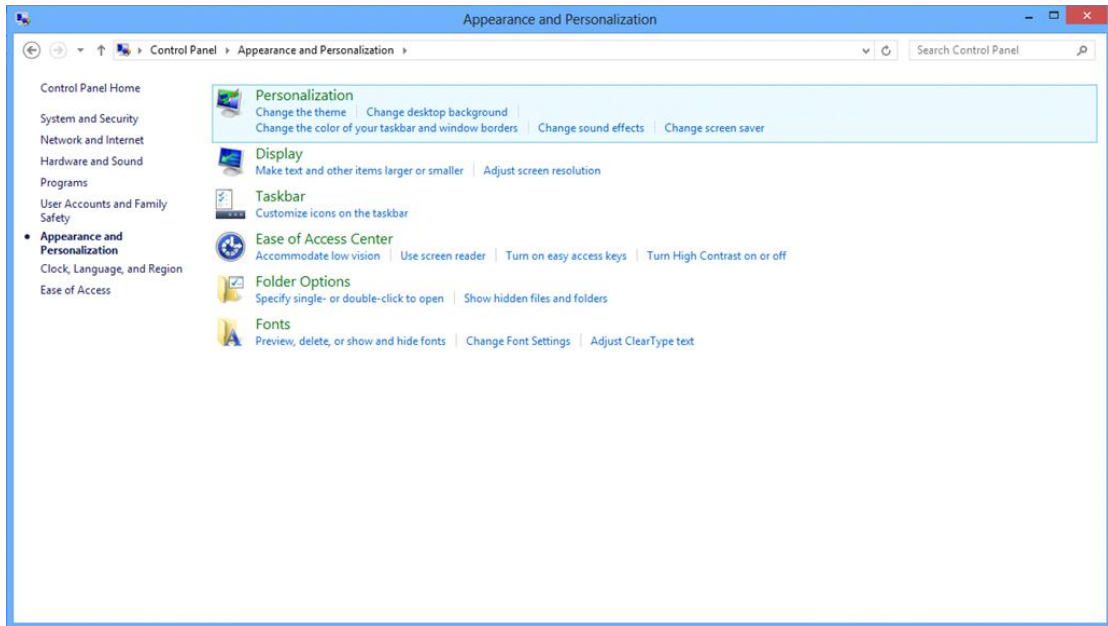 Appearance and Personalization
Control Panel Appearance and Personalization
Search Control Panel
Control Panel Home
System and Security
Network and Internet
Hardware and Sound
Programs
User Accounts and Family
Safety
Appearance and
Personalization
Clock, Language, and Region
Ease of Access
Personalization
Change the theme Change desktop background
Change the color of your taskbar and window borders Change sound effects Change screen saver
Display
Make text and other items larger or smaller Adjust screen resolution
Taskbar
Customize icons on the taskbar
Ease of Access Center
Accommodate low vision Use screen reader Turn on easy access keys Turn High Contrast on or off
Folder Options
Specify single- or double-click to open Show hidden files and folders
Fonts
Preview, delete, or show and hide fonts Change Font Settings Adjust ClearType text